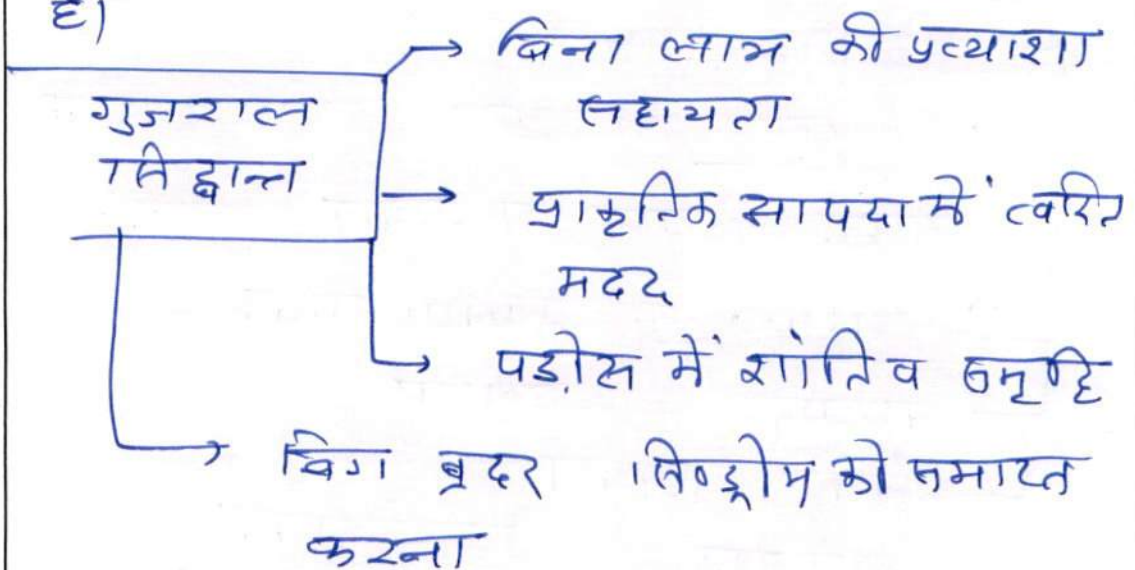 ह)
गुजराल
सिद्धान्त
→ बिना लाभ की प्रत्याशा
सहायता
→ प्राकृतिक आपदा में त्वरित
मदद
→ पड़ोस में शांति व समृद्धि
→ बिग ब्रदर सिण्ड्रोम को समाप्त
करना